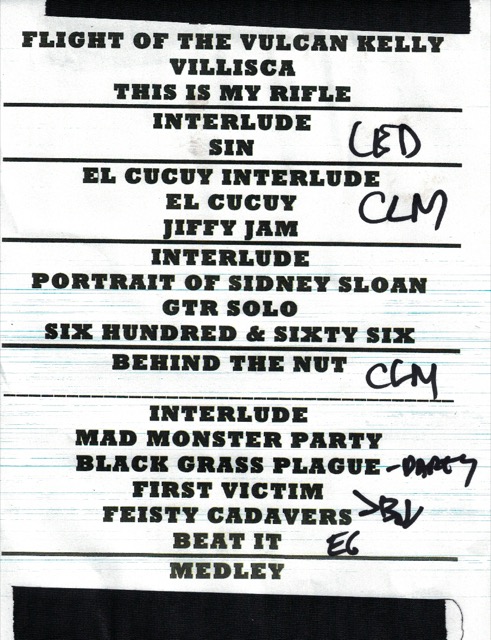 FLIGHT OF THE VULCAN KELLY
VILLISCA
THIS IS MY RIFLE
INTERLUDE
SIN LED
EL CUCUY INTERLUDE
EL CUCUY CLM
JIFFY JAM
INTERLUDE
PORTRAIT OF SIDNEY SLOAN
GTR SOLO
SIX HUNDRED & SIXTY SIX
BEHIND THE NUT CLM
INTERLUDE
MAD MONSTER PARTY
BLACK GRASS PLAGUE
FIRST VICTIM
FEISTY CADAVERS
BEAT IT EG
MEDLEY